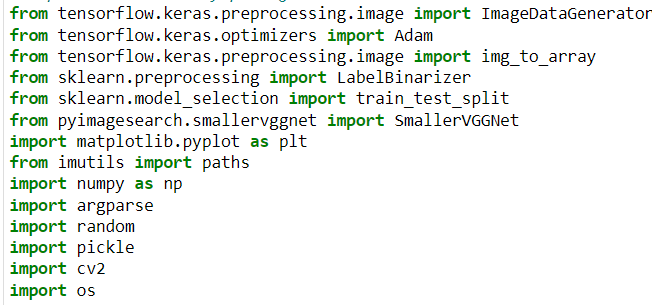 from tensorflow.keras.preprocessing.image import ImageDataGenerator
from tensorflow.keras.optimizers import Adam
from tensorflow.keras.preprocessing.image import img_to_array
from sklearn.preprocessing import LabelBinarizer
from sklearn.model_selection import train_test_split
from pyimagesearch.smallervggnet import SmallerVGGNet
import matplotlib.pyplot as plt
from imutils import paths
import numpy as np
import argparse
import random
import pickle
import cv2
import os